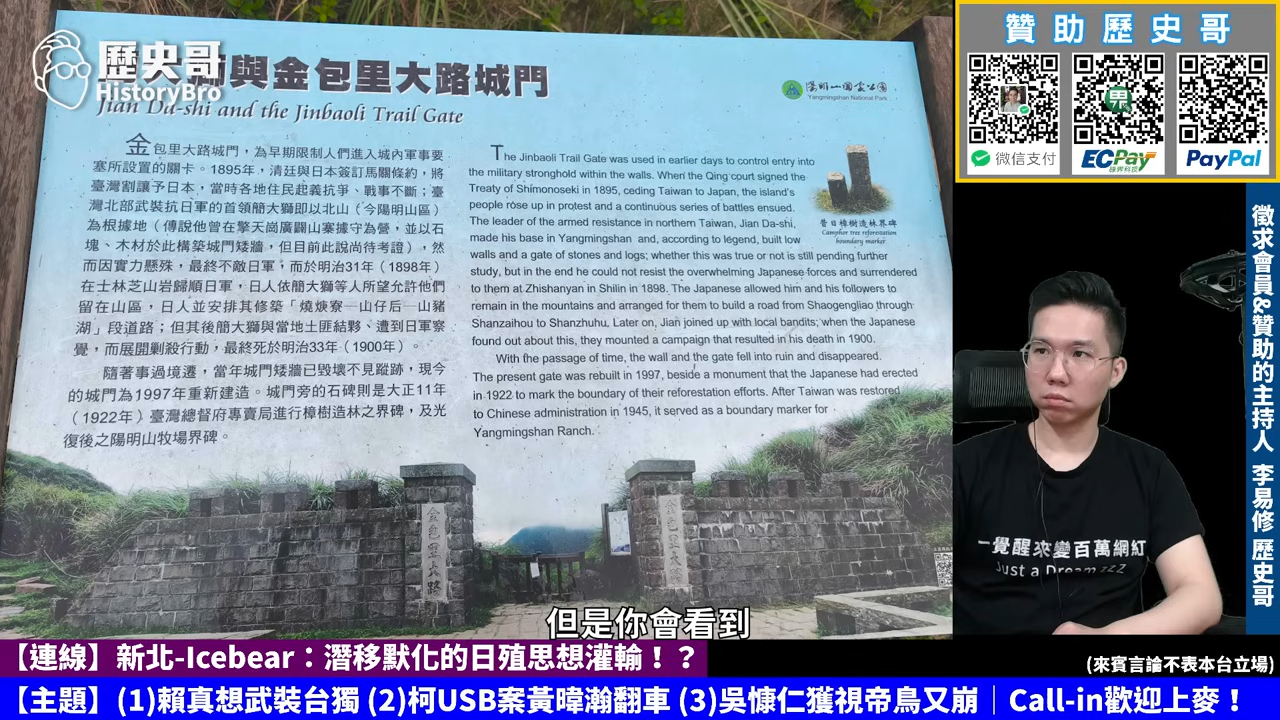 歷史哥
HistoryBro
與金包里大路城門
Jian Da-shi and the Jinbaoli Trail Gate
陽明山國家公園
Yangmingshan National Park
金包里大路城門,為早期限制人們進入城內軍事要
塞所設置的關卡。1895年,清廷與日本簽訂馬關條約,將
臺灣割讓予日本,當時各地住民起義抗爭、戰事不斷;臺
灣北部武裝抗日軍的首領簡大獅即以北山(今陽明山區)
為根據地(傳說他曾在擎天崗廣闢山寨據守為營,並以石
塊、木材於此構築城門矮牆,但目前此說尚待考證),然
而因實力懸殊,最終不敵日軍,而於明治31年(1898年)
在士林芝山岩歸順日軍,日人依簡大獅等人所望允許他們
留在山區,日人並安排其修築「燒焿寮─山仔后─山豬
湖」段道路;但其後簡大獅與當地土匪結夥、遭到日軍察
覺,而展開剿殺行動,最終死於明治33年(1900年)。
隨著事過境遷,當年城門矮牆已毀壞不見蹤跡,現今
的城門為1997年重新建造。城門旁的石碑則是大正11年
(1922年)臺灣總督府專賣局進行樟樹造林之界碑,及光
復後之陽明山牧場界碑。
The Jinbaoli Trail Gate was used in earlier days to control entry into
the military stronghold within the walls. When the Qing court signed the
Treaty of Shimonoseki in 1895, ceding Taiwan to Japan, the island's
people rose up in protest and a continuous series of battles ensued.
The leader of the armed resistance in northern Taiwan, Jian Da-shi,
made his base in Yangmingshan and, according to legend, built low
walls and a gate of stones and logs; whether this was true or not is still pending further
study, but in the end he could not resist the overwhelming Japanese forces and surrendered
to them at Zhishanyan in Shilin in 1898. The Japanese allowed him and his followers to
remain in the mountains and arranged for them to build a road from Shaogengliao through
Shanzaihou to Shanzhuhu. Later on, Jian joined up with local bandits; when the Japanese
found out about this, they mounted a campaign that resulted in his death in 1900.
With the passage of time, the wall and the gate fell into ruin and disappeared.
The present gate was rebuilt in 1997, beside a monument that the Japanese had erected
in 1922 to mark the boundary of their reforestation efforts. After Taiwan was restored
to Chinese administration in 1945, it served as a boundary marker for
Yangmingshan Ranch.
昔日樟樹造林界碑
Camphor tree reforestation
boundary marker
金包里大路
金包里大路
但是你會看到
贊助歷史哥
微信支付
ECPay
綠界科技
PayPal
徵求會員&贊助的主持人 李易修 歷史哥
一覺醒來變百萬網紅
Just a Dream zzZ
(來賓言論不表本台立場)
【連線】新北-Icebear:潛移默化的日殖思想灌輸!?
【主題】(1)賴真想武裝台獨 (2)柯USB案黃暐瀚翻車 (3)吳慷仁獲視帝鳥又崩│Call-in歡迎上麥!